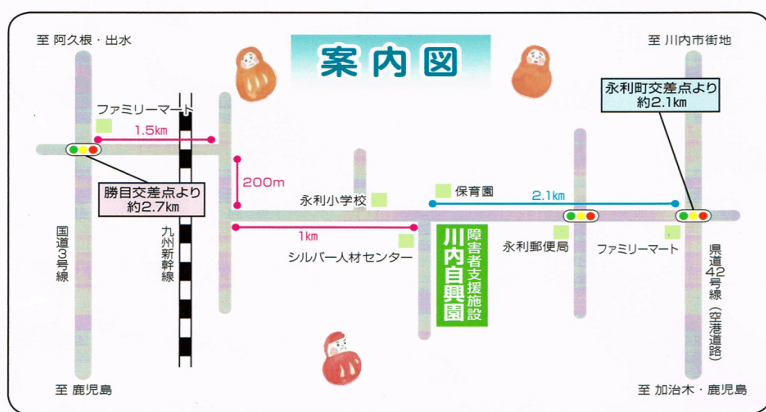 案内図
至 阿久根・出水
至 川内市街地
ファミリーマート
1.5km
永利町交差点より
約2.1km
勝目交差点より
約2.7km
200m
永利小学校
保育園
2.1km
国道3号線
九州新幹線
1km
シルバー人材センター
障害者支援施設
川内自興園
永利郵便局
ファミリーマート
県道42号線(空港道路)
至 鹿児島
至 加治木・鹿児島